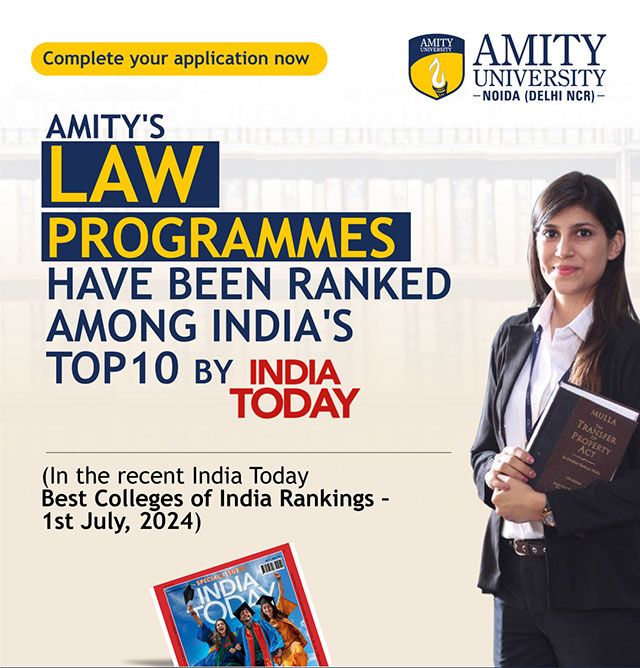 Complete your application now
AMITY
UNIVERSITY
AMITY
UNIVERSITY
– NOIDA (DELHI NCR) –
AMITY'S
LAW
PROGRAMMES
HAVE BEEN RANKED
AMONG INDIA'S
TOP10 BY INDIA
TODAY
(In the recent India Today
Best Colleges of India Rankings –
1st July, 2024)
MULLA
THE
TRANSFER
OF
PROPERTY
ACT
SPECIAL ISSUE
INDIA
TODAY